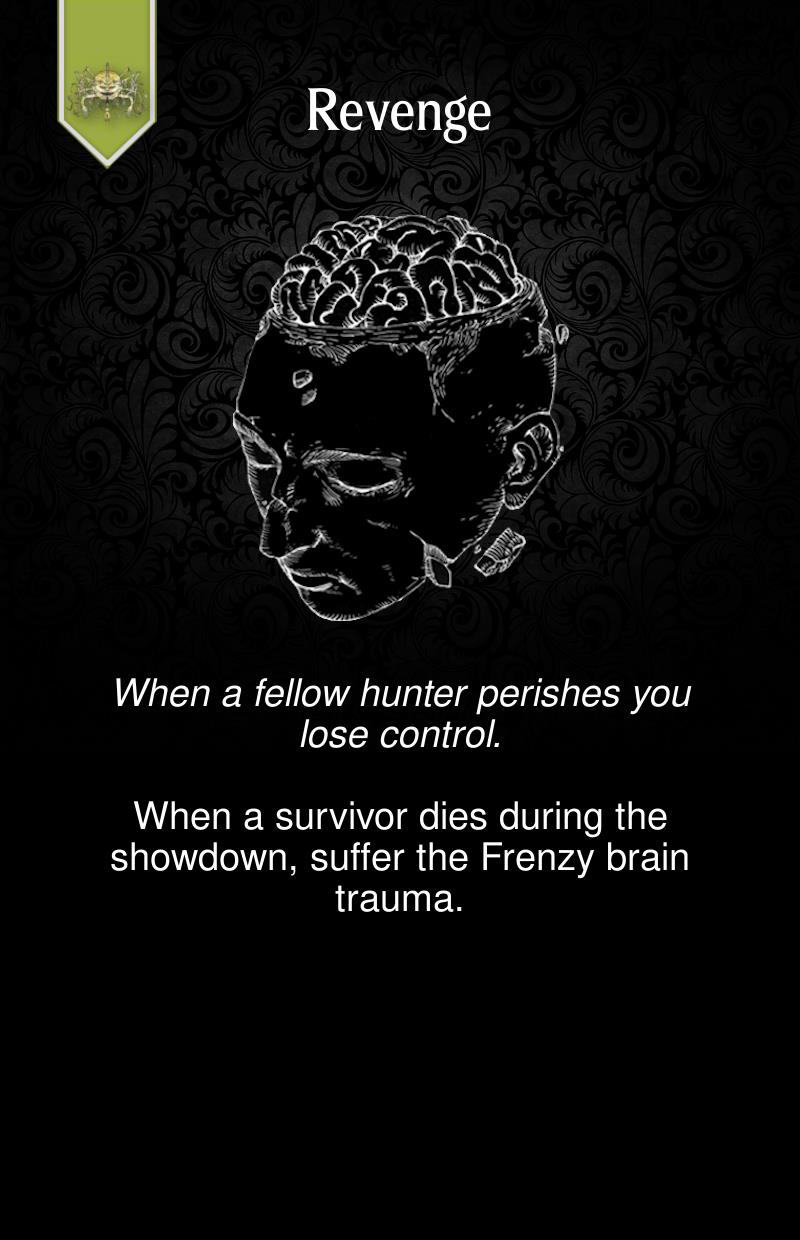 Revenge
When a fellow hunter perishes you
lose control.
When a survivor dies during the
showdown, suffer the Frenzy brain
trauma.